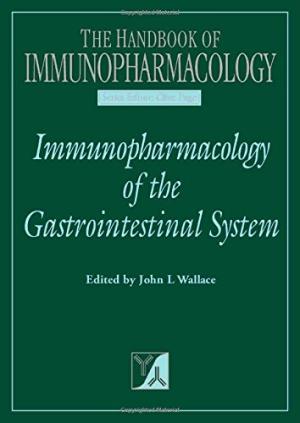 THE HANDBOOK OF
IMMUNOPHARMACOLOGY
Series Editor: Clive Page
Immunopharmacology
of the
Gastrointestinal System
Edited by John L Wallace